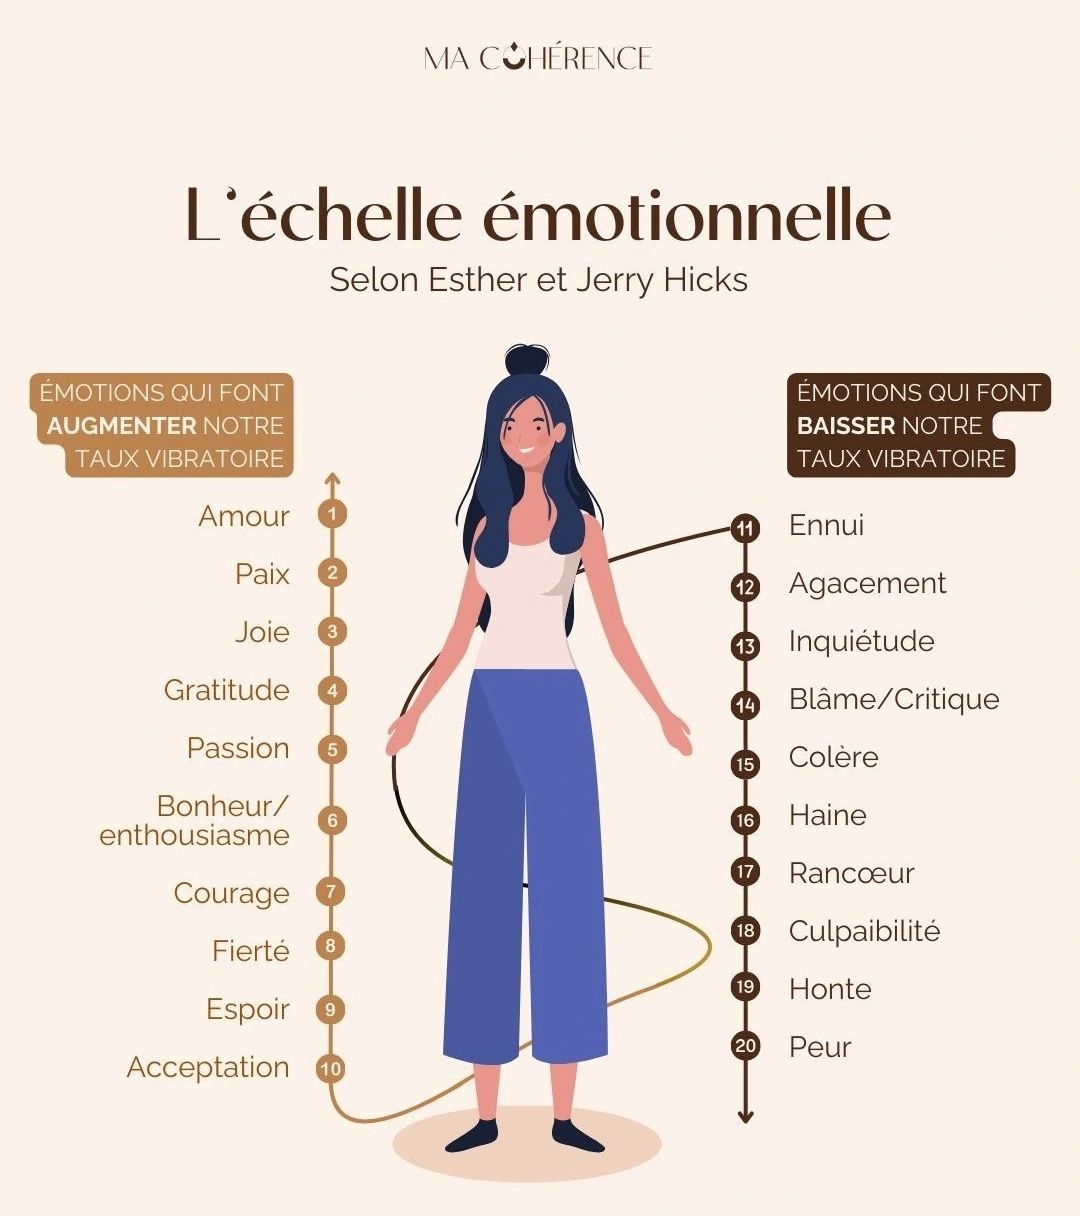 MA COHÉRENCE
L'échelle émotionnelle
Selon Esther et Jerry Hicks
ÉMOTIONS QUI FONT
AUGMENTER NOTRE
TAUX VIBRATOIRE
1 Amour
2 Paix
3 Joie
4 Gratitude
5 Passion
6 Bonheur/
enthousiasme
7 Courage
8 Fierté
9 Espoir
10 Acceptation
ÉMOTIONS QUI FONT
BAISSER NOTRE
TAUX VIBRATOIRE
11 Ennui
12 Agacement
13 Inquiétude
14 Blâme/Critique
15 Colère
16 Haine
17 Rancœur
18 Culpaibilité
19 Honte
20 Peur